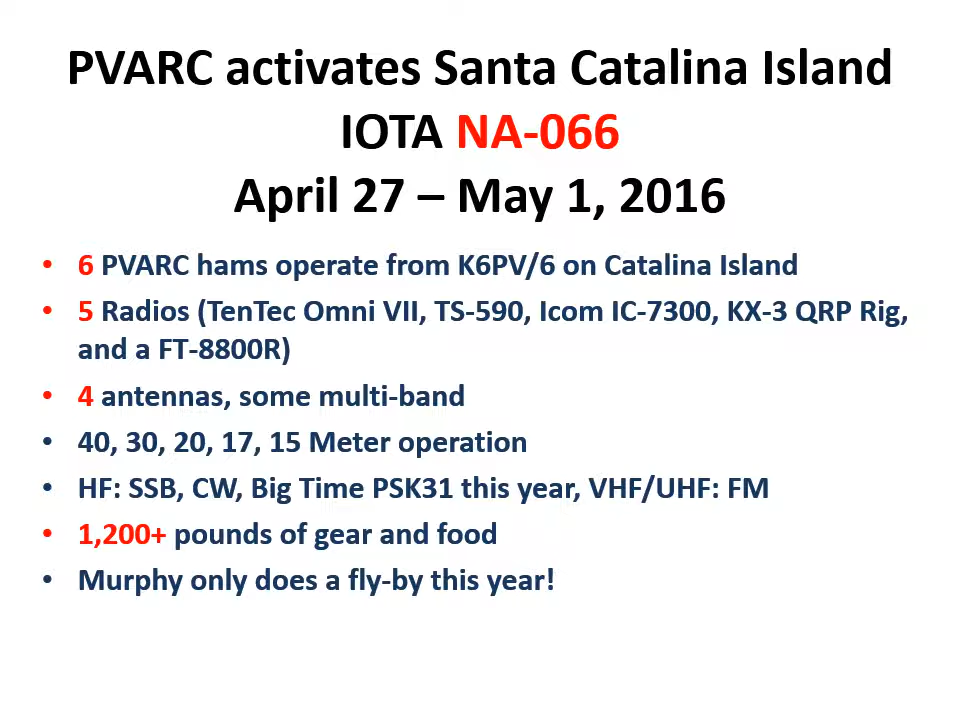 PVARC activates Santa Catalina Island
IOTA NA-066
April 27 – May 1, 2016
• 6 PVARC hams operate from K6PV/6 on Catalina Island
• 5 Radios (TenTec Omni VII, TS-590, Icom IC-7300, KX-3 QRP Rig,
and a FT-8800R)
• 4 antennas, some multi-band
• 40, 30, 20, 17, 15 Meter operation
• HF: SSB, CW, Big Time PSK31 this year, VHF/UHF: FM
• 1,200+ pounds of gear and food
• Murphy only does a fly-by this year!